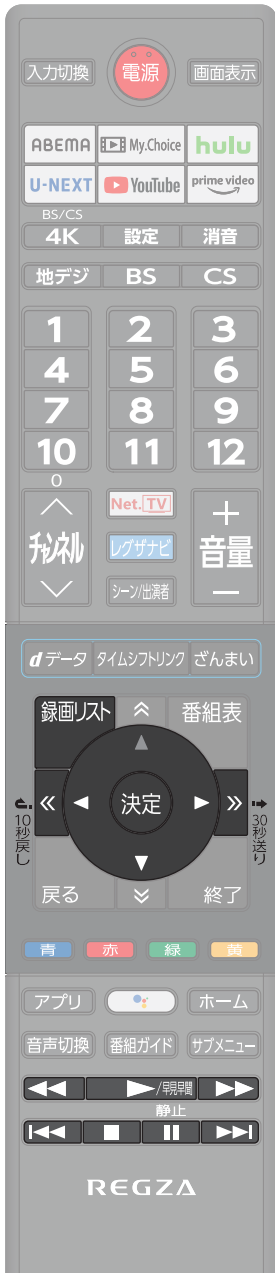 入力切換 電源 画面表示
ABEMA My.Choice hulu
U-NEXT YouTube prime video
BS/CS
4K 設定 消音
地デジ BS CS
1 2 3
4 5 6
7 8 9
10 11 12
0
チャンネル Net.TV 音量
レグザナビ
シーン/出演者
dデータ タイムシフトリンク ざんまい
録画リスト 番組表
10秒戻し 決定 30秒送り
戻る 終了
青 赤 緑 黄
アプリ ホーム
音声切換 番組ガイド サブメニュー
/早見早聞
静止
REGZA